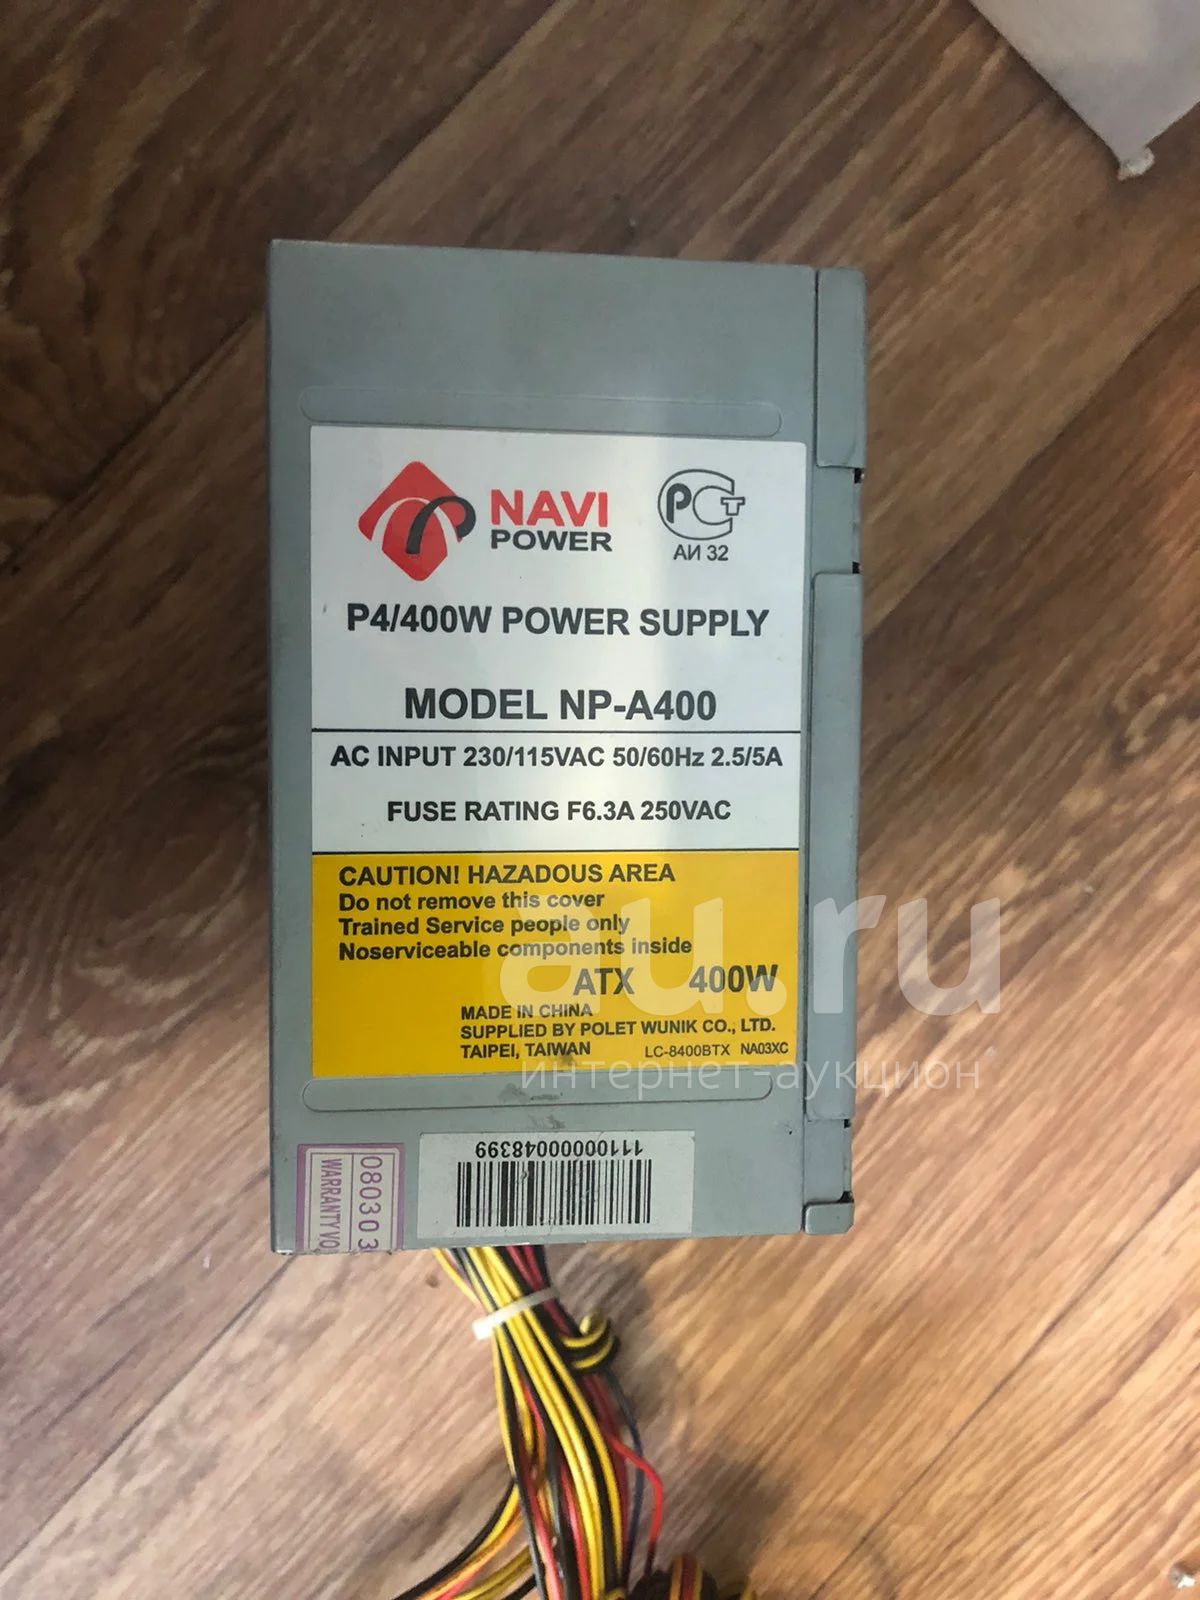 NAVI
POWER
РСТ
АИ 32
P4/400W POWER SUPPLY
MODEL NP-A400
AC INPUT 230/115VAC 50/60Hz 2.5/5A
FUSE RATING F6.3A 250VAC
CAUTION! HAZADOUS AREA
Do not remove this cover
Trained Service people only
Noserviceable components inside
ATX 400W
MADE IN CHINA
SUPPLIED BY POLET WUNIK CO., LTD.
TAIPEI, TAIWAN LC-8400BTX NA03XC
au.ru
интернет-аукцион
1110000048399
080303
WARRANTY VO